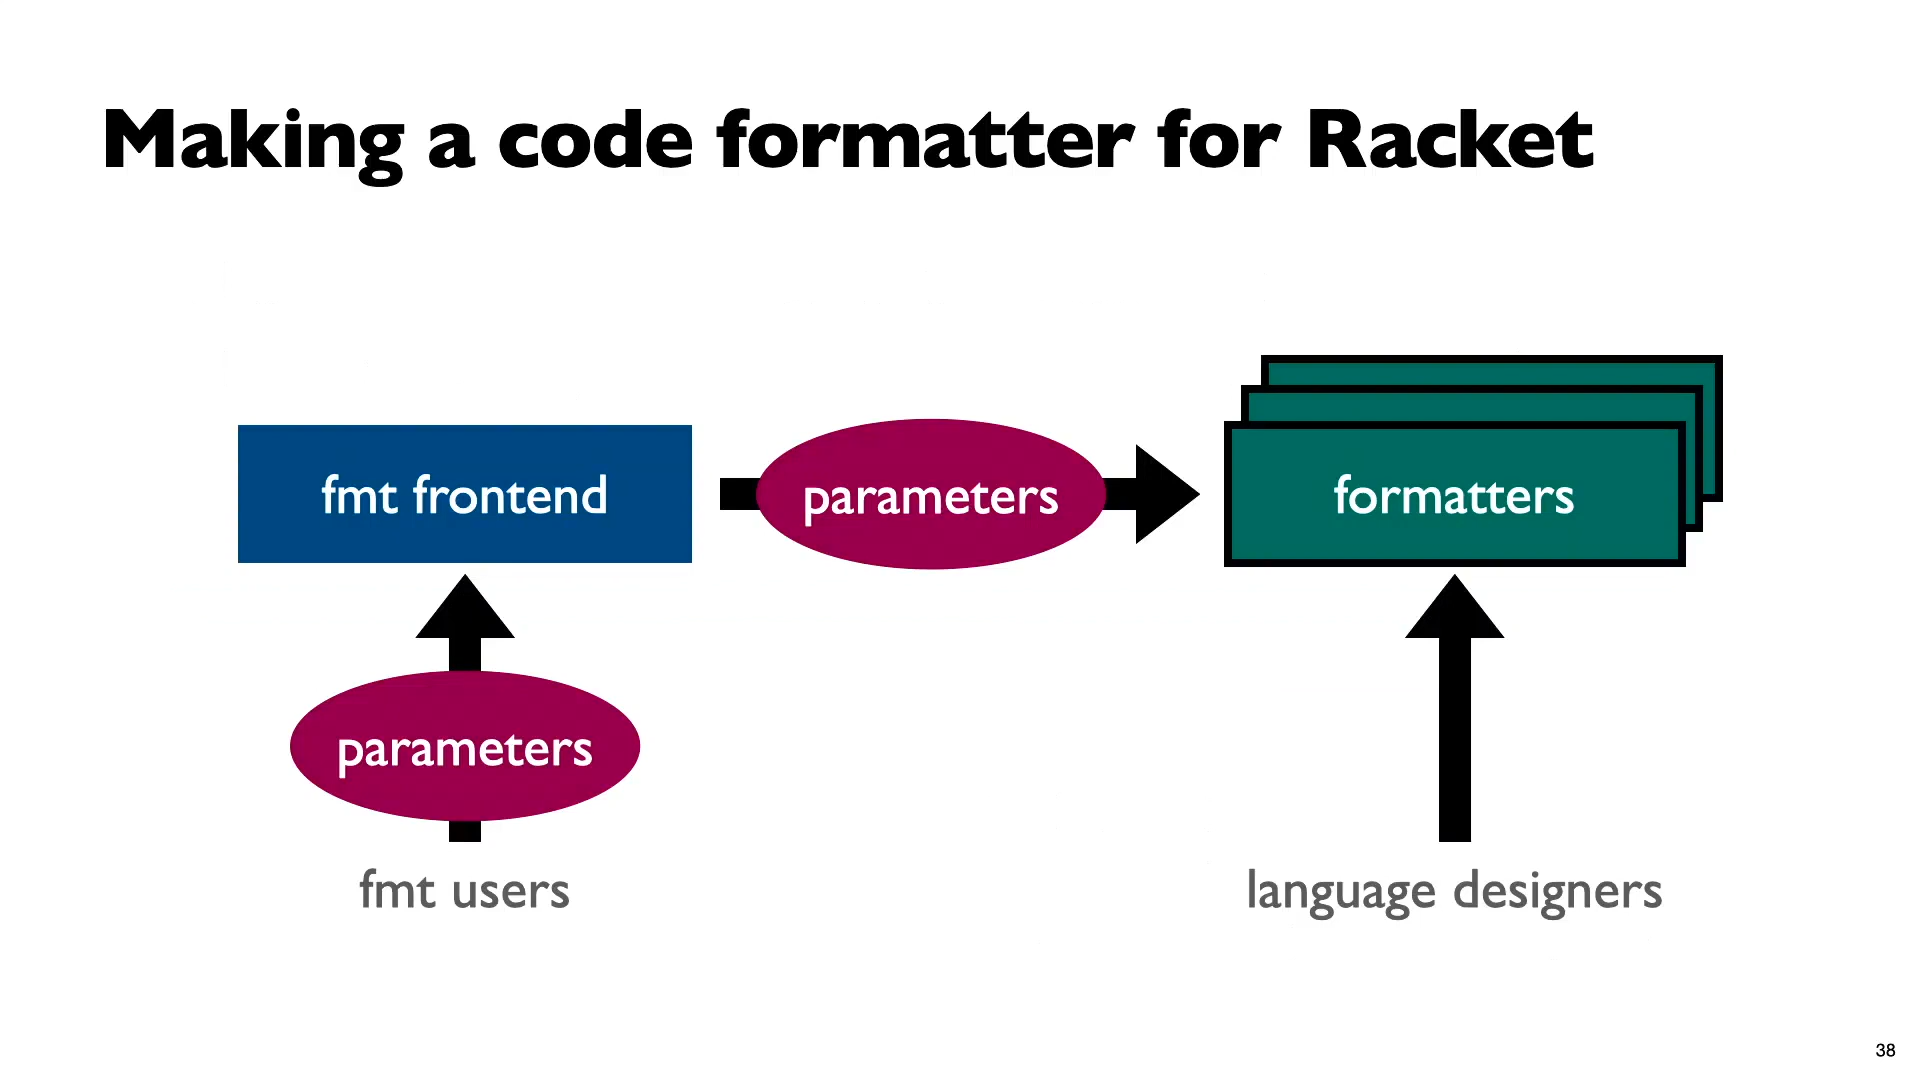 Making a code formatter for Racket
fmt frontend
parameters
formatters
parameters
fmt users
language designers
38